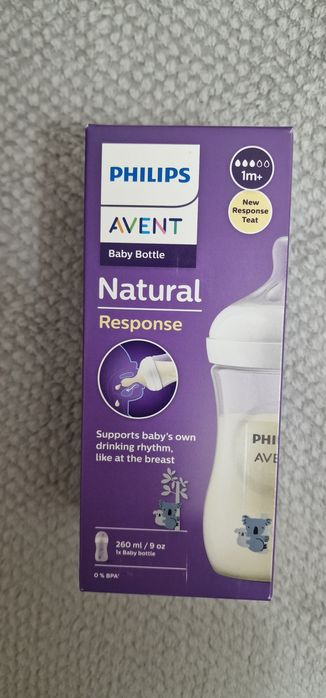 PHILIPS
AVENT
Baby Bottle
1m+
New
Response
Teat
Natural
Response
Supports baby's own
drinking rhythm,
like at the breast
260 ml / 9 oz
1x Baby bottle
0 % BPA¹
PHI
AVE